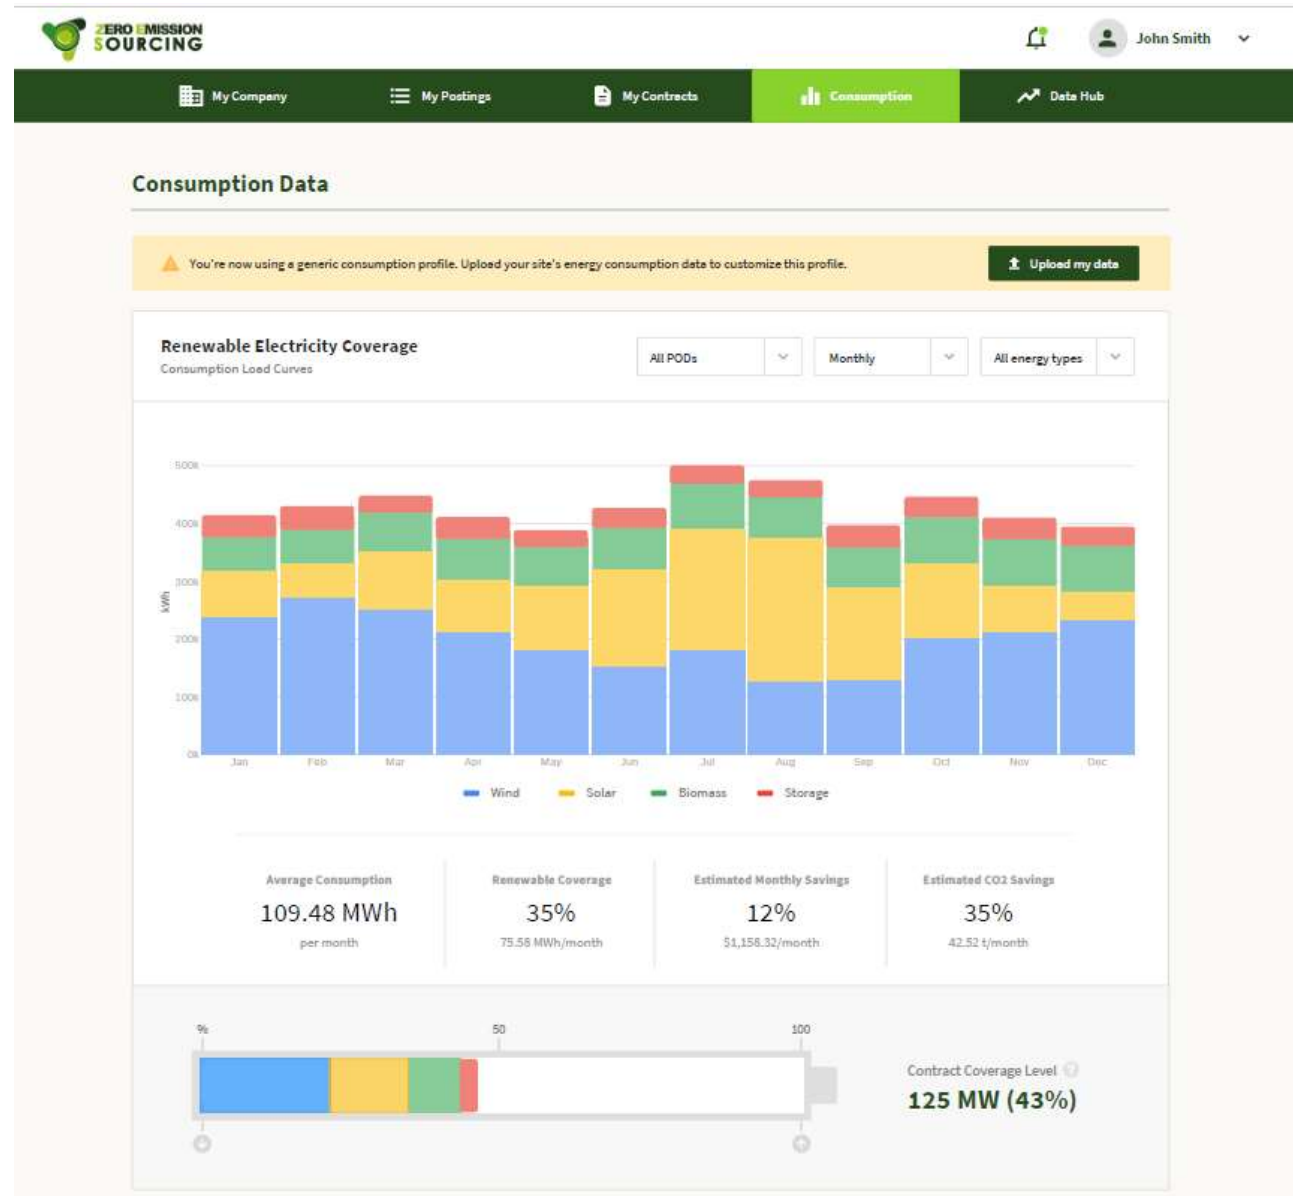 ZERO EMISSION
SOURCING
John Smith
My Company
My Postings
My Contracts
Consumption
Data Hub
Consumption Data
You're now using a generic consumption profile. Upload your site's energy consumption data to customize this profile.
Upload my data
Renewable Electricity Coverage
Consumption Load Curves
All PODs
Monthly
All energy types
500k
400k
300k
200k
100k
0k
kWh
Jan
Feb
Mar
Apr
May
Jun
Jul
Aug
Sep
Oct
Nov
Dec
Wind
Solar
Biomass
Storage
Average Consumption
109.48 MWh
per month
Renewable Coverage
35%
75.58 MWh/month
Estimated Monthly Savings
12%
$1,158.32/month
Estimated CO2 Savings
35%
42.52 t/month
%
50
100
Contract Coverage Level ?
125 MW (43%)